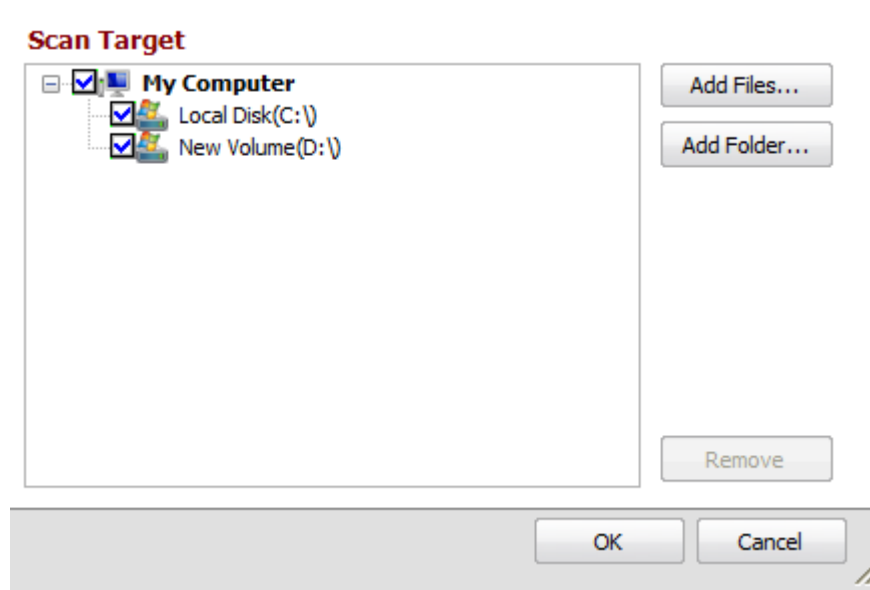 Scan Target
My Computer
Local Disk(C:\)
New Volume(D:\)
Add Files...
Add Folder...
Remove
OK
Cancel